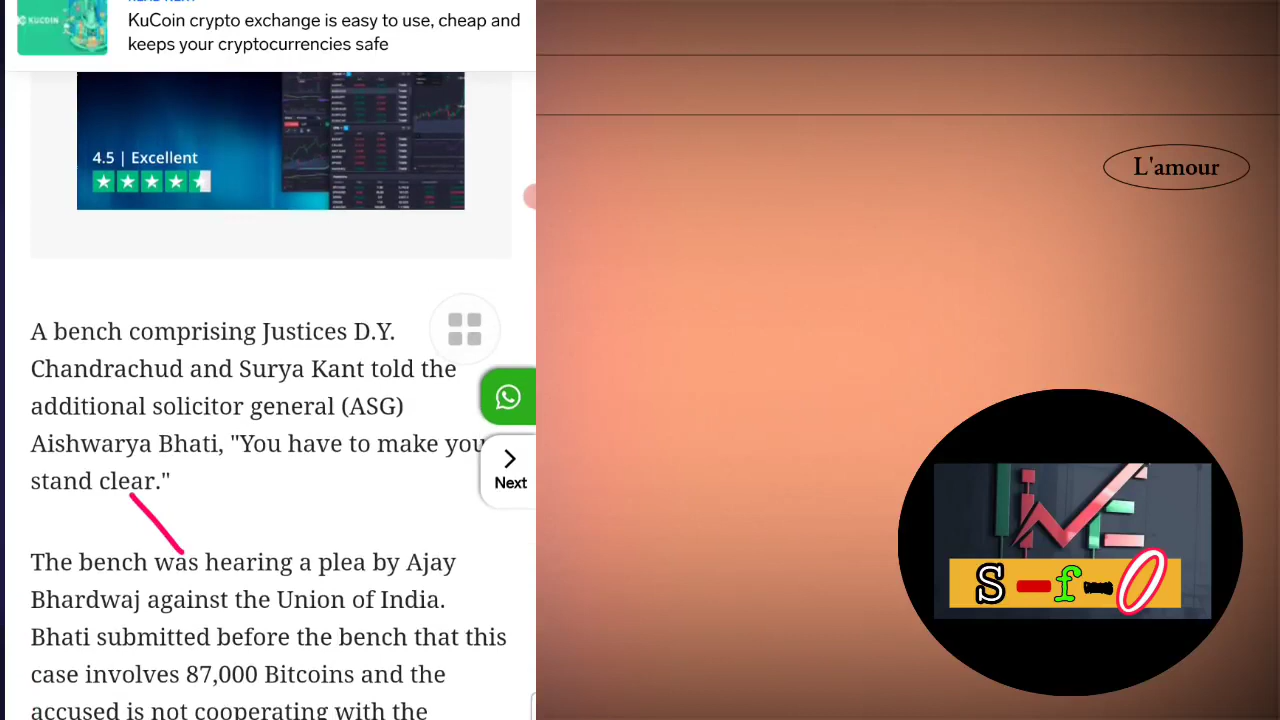 KUCOIN
KuCoin crypto exchange is easy to use, cheap and
keeps your cryptocurrencies safe
4.5 | Excellent
A bench comprising Justices D.Y.
Chandrachud and Surya Kant told the
additional solicitor general (ASG)
Aishwarya Bhati, "You have to make you
stand clear."
Next
The bench was hearing a plea by Ajay
Bhardwaj against the Union of India.
Bhati submitted before the bench that this
case involves 87,000 Bitcoins and the
accused is not cooperating with the
L'amour
S-f-O